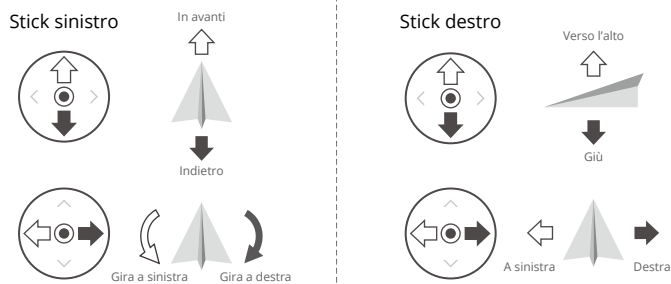 Stick sinistro
In avanti
Indietro
Gira a sinistra
Gira a destra
Stick destro
Verso l'alto
Giù
A sinistra
Destra